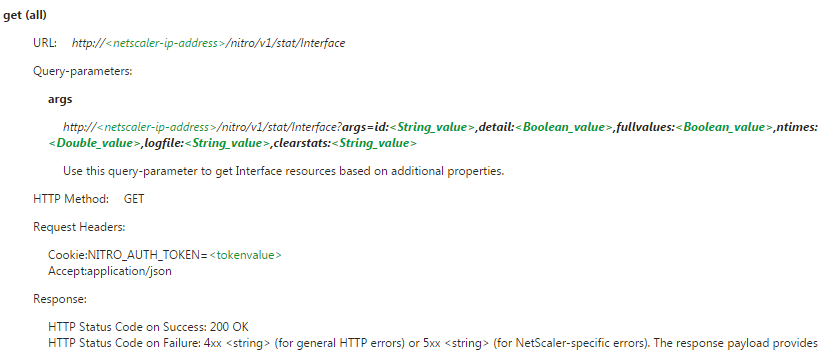 get (all)
URL: http://<netscaler-ip-address>/nitro/v1/stat/Interface
Query-parameters:
args
http://<netscaler-ip-address>/nitro/v1/stat/Interface?args=id:<String_value>,detail:<Boolean_value>,fullvalues:<Boolean_value>,ntimes:
<Double_value>,logfile:<String_value>,clearstats:<String_value>
Use this query-parameter to get Interface resources based on additional properties.
HTTP Method: GET
Request Headers:
Cookie:NITRO_AUTH_TOKEN=<tokenvalue>
Accept:application/json
Response:
HTTP Status Code on Success: 200 OK
HTTP Status Code on Failure: 4xx <string> (for general HTTP errors) or 5xx <string> (for NetScaler-specific errors). The response payload provides